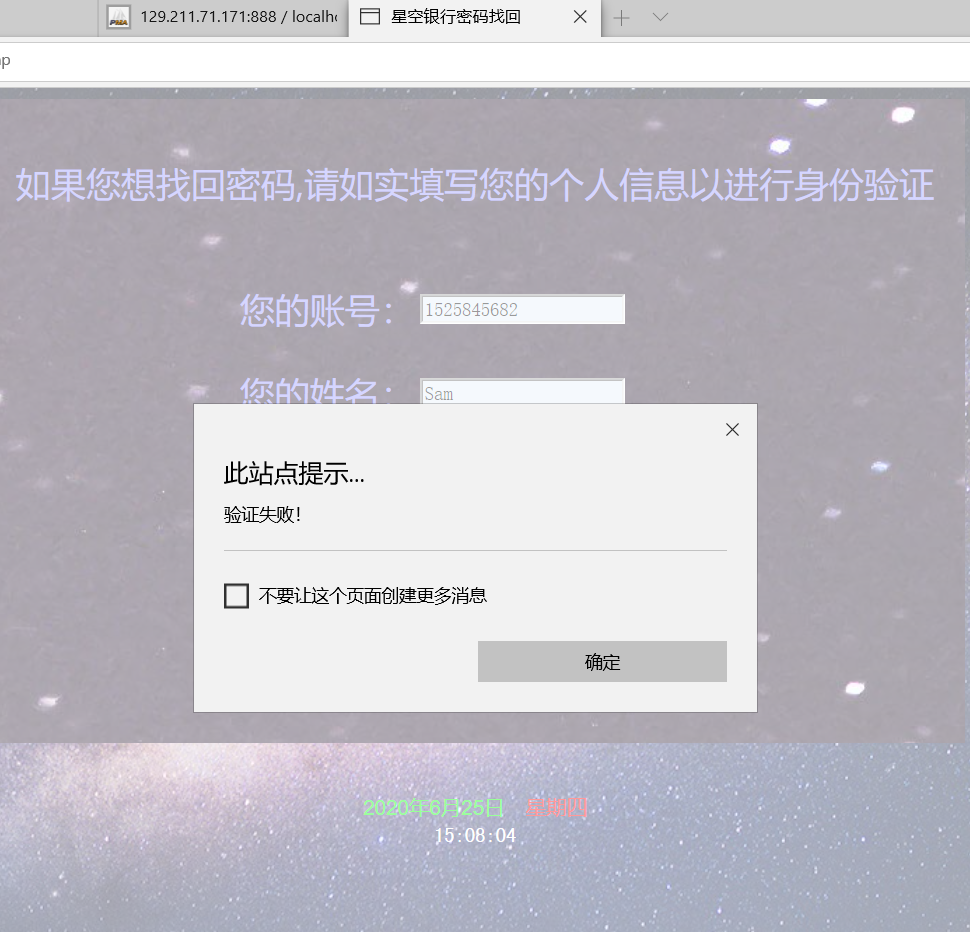 129.211.71.171:888 / localh
星空银行密码找回
p
如果您想找回密码,请如实填写您的个人信息以进行身份验证
您的账号：
1525845682
您的姓名：
Sam
此站点提示...
验证失败!
不要让这个页面创建更多消息
确定
2020年6月25日 星期四
15:08:04